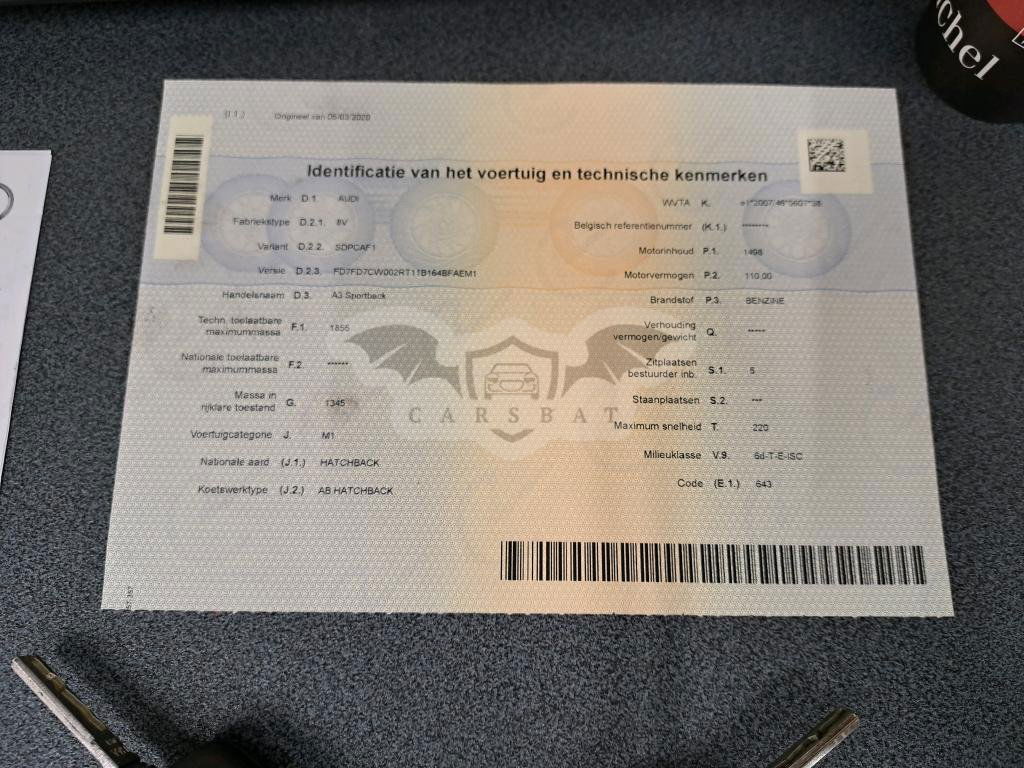 (I.1.) Origineel van 05/03/2020
Identificatie van het voertuig en technische kenmerken
Merk D.1. AUDI
Fabriekstype D.2.1. 8V
Variant D.2.2. SDPCAF1
Versie D.2.3. FD7FD7CW002RT11B164BFAEM1
Handelsnaam D.3. A3 Sportback
Techn. toelaatbare
maximummassa F.1. 1855
Nationale toelaatbare
maximummassa F.2. ------
Massa in
rijklare toestand G. 1345
Voertuigcategorie J. M1
Nationale aard (J.1.) HATCHBACK
Koetswerktype (J.2.) AB HATCHBACK
WVTA K.
Belgisch referentienummer (K.1.) --------
Motorinhoud P.1. 1498
Motorvermogen P.2. 110.00
Brandstof P.3. BENZINE
Verhouding
vermogen/gewicht Q. -----
Zitplaatsen
bestuurder inb. S.1. 5
Staanplaatsen S.2. ---
Maximum snelheid T. 220
Milieuklasse V.9. 6d-T-E-ISC
Code (E.1.) 643
CARSBAT
chel